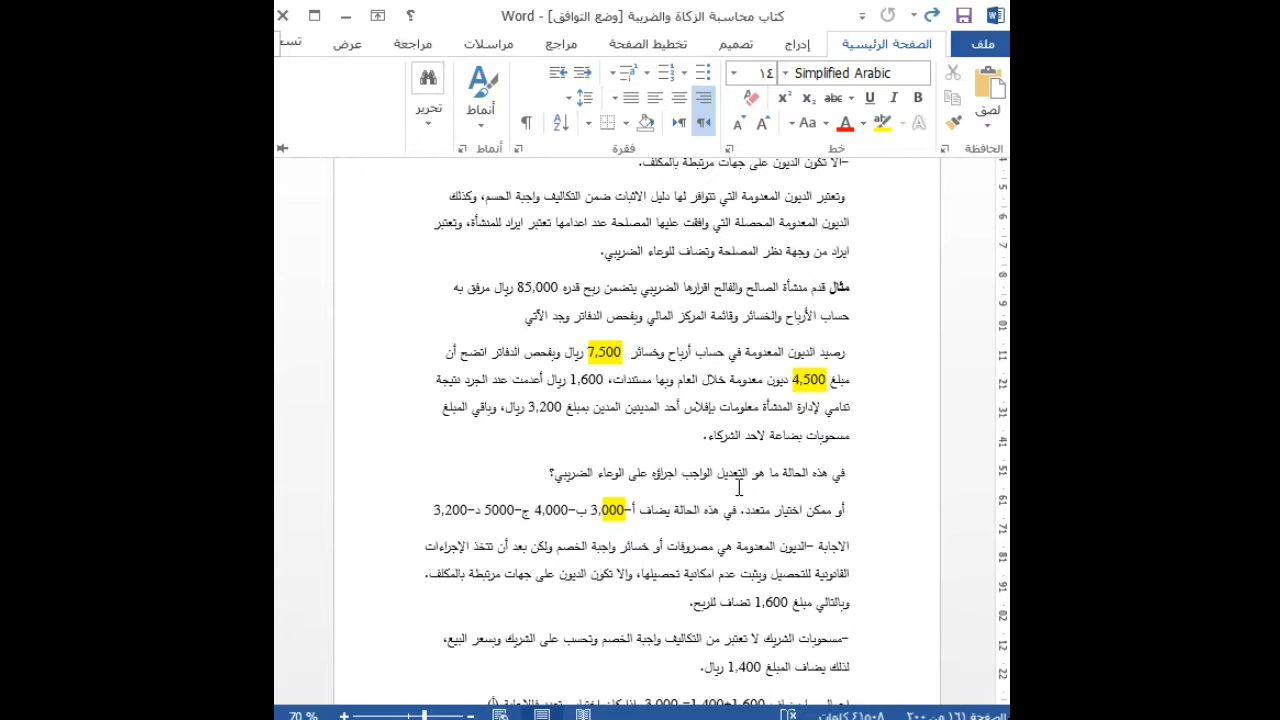 كتاب محاسبة الزكاة والضريبة [وضع التوافق] - Word
ملف الصفحة الرئيسية إدراج تصميم تخطيط الصفحة مراجع مراسلات مراجعة عرض تسع
لصق Simplified Arabic ١٤ أنماط تحرير
الحافظة خط فقرة أنماط
-ألا تكون الديون على جهات مرتبطة بالمكلف.
وتعتبر الديون المعدومة التي تتوافر لها دليل الاثبات ضمن التكاليف واجبة الحسم، وكذلك
الديون المعدومة المحصلة التي وافقت عليها المصلحة عند اعدامها تعتبر ايراد للمنشأة، وتعتبر
ايراد من وجهة نظر المصلحة وتضاف للوعاء الضريبي.
مثال قدم منشأة الصالح والفالح اقرارها الضريبي يتضمن ربح قدره 85,000 ريال مرفق به
حساب الأرباح والخسائر وقائمة المركز المالي وبفحص الدفاتر وجد الآتي
رصيد الديون المعدومة في حساب أرباح وخسائر 7,500 ريال وبفحص الدفاتر اتضح أن
مبلغ 4,500 ديون معدومة خلال العام وبها مستندات، 1,600 ريال أعدمت عند الجرد نتيجة
تنامي لإدارة المنشأة معلومات بإفلاس أحد المدينين المدين بمبلغ 3,200 ريال، وباقي المبلغ
مسحوبات بضاعة لاحد الشركاء.
في هذه الحالة ما هو التعديل الواجب اجراؤه على الوعاء الضريبي؟
أو ممكن اختيار متعدد. في هذه الحالة يضاف أ-3,000 ب-4,000 ج-5000 د-3,200
الاجابة -الديون المعدومة هي مصروفات أو خسائر واجبة الخصم ولكن بعد أن تتخذ الإجراءات
القانونية للتحصيل ويثبت عدم امكانية تحصيلها، والا تكون الديون على جهات مرتبطة بالمكلف.
وبالتالي مبلغ 1,600 تضاف للربح.
-مسحوبات الشريك لا تعتبر من التكاليف واجبة الخصم وتحسب على الشريك وبسعر البيع،
لذلك يضاف المبلغ 1,400 ريال.
1,600+1,400= 3,000
70 %